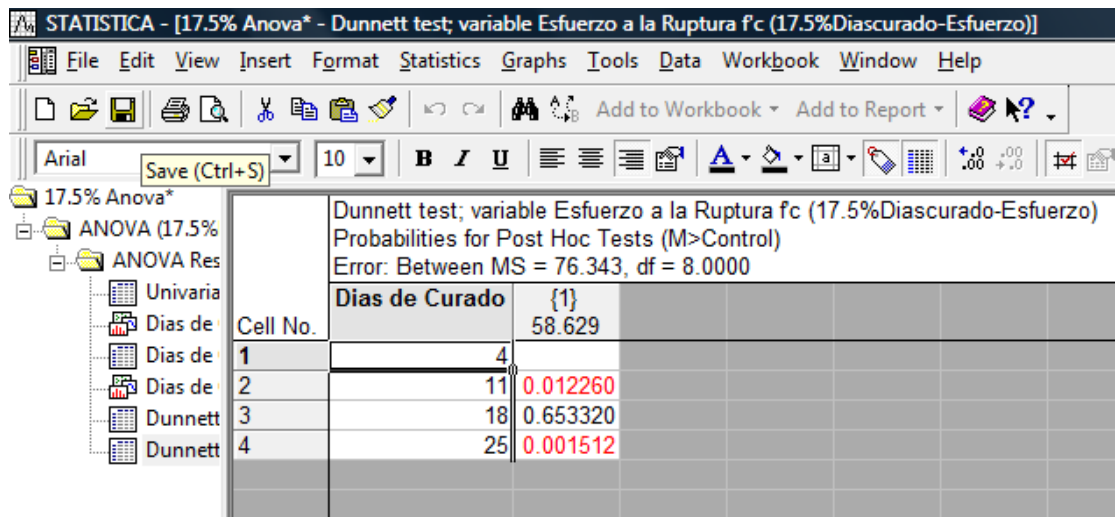 STATISTICA - [17.5% Anova* - Dunnett test; variable Esfuerzo a la Ruptura f'c (17.5%Diascurado-Esfuerzo)]
File Edit View Insert Format Statistics Graphs Tools Data Workbook Window Help
Add to Workbook Add to Report
Arial 10 B I U A a
Save (Ctrl+S)
17.5% Anova*
ANOVA (17.5%
ANOVA Res
Univaria
Dias de
Dias de
Dias de
Dunnett
Dunnett
Dunnett test; variable Esfuerzo a la Ruptura f'c (17.5%Diascurado-Esfuerzo)
Probabilities for Post Hoc Tests (M>Control)
Error: Between MS = 76.343, df = 8.0000
Cell No. Dias de Curado {1}
58.629
1 4
2 11 0.012260
3 18 0.653320
4 25 0.001512